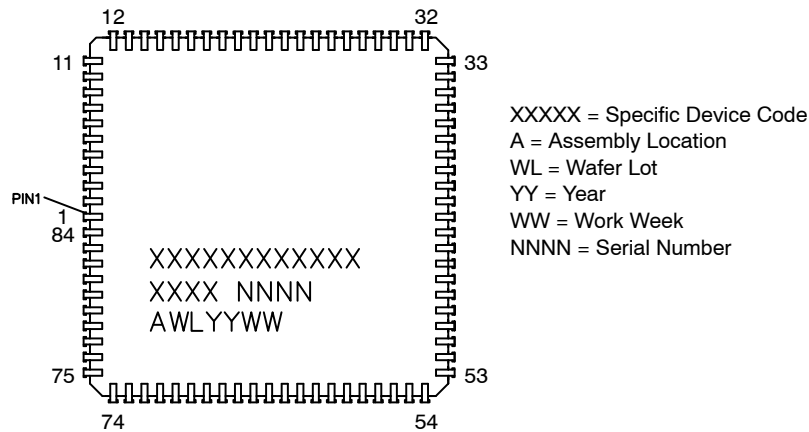 12 32
11 33
PIN1
1
84
XXXXXXXXXXXX
XXXX NNNN
AWLYYWW
75 53
74 54
XXXXX = Specific Device Code
A = Assembly Location
WL = Wafer Lot
YY = Year
WW = Work Week
NNNN = Serial Number